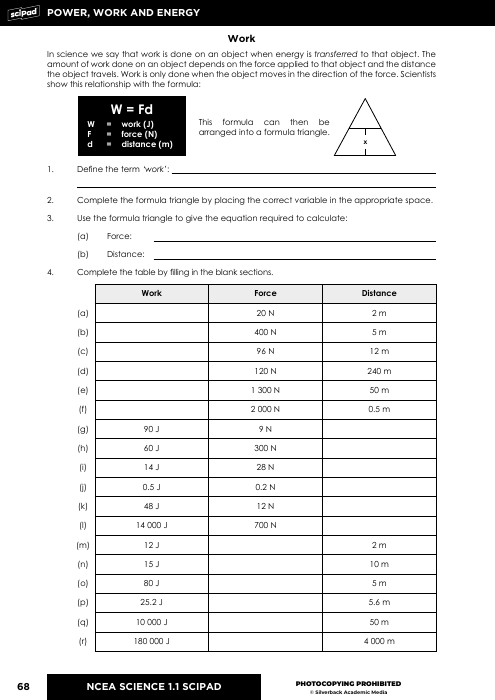 scipad POWER, WORK AND ENERGY
Work
In science we say that work is done on an object when energy is transferred to that object. The
amount of work done on an object depends on the force applied to that object and the distance
the object travels. Work is only done when the object moves in the direction of the force. Scientists
show this relationship with the formula:
W = Fd
W = work (J)
F = force (N)
d = distance (m)
This formula can then be
arranged into a formula triangle.
x
1. Define the term 'work':
2. Complete the formula triangle by placing the correct variable in the appropriate space.
3. Use the formula triangle to give the equation required to calculate:
(a) Force:
(b) Distance:
4. Complete the table by filling in the blank sections.
Work Force Distance
(a) 20 N 2 m
(b) 400 N 5 m
(c) 96 N 12 m
(d) 120 N 240 m
(e) 1 300 N 50 m
(f) 2 000 N 0.5 m
(g) 90 J 9 N
(h) 60 J 300 N
(i) 14 J 28 N
(j) 0.5 J 0.2 N
(k) 48 J 12 N
(l) 14 000 J 700 N
(m) 12 J 2 m
(n) 15 J 10 m
(o) 80 J 5 m
(p) 25.2 J 5.6 m
(q) 10 000 J 50 m
(r) 180 000 J 4 000 m
68 NCEA SCIENCE 1.1 SCIPAD PHOTOCOPYING PROHIBITED
© Silverback Academic Media